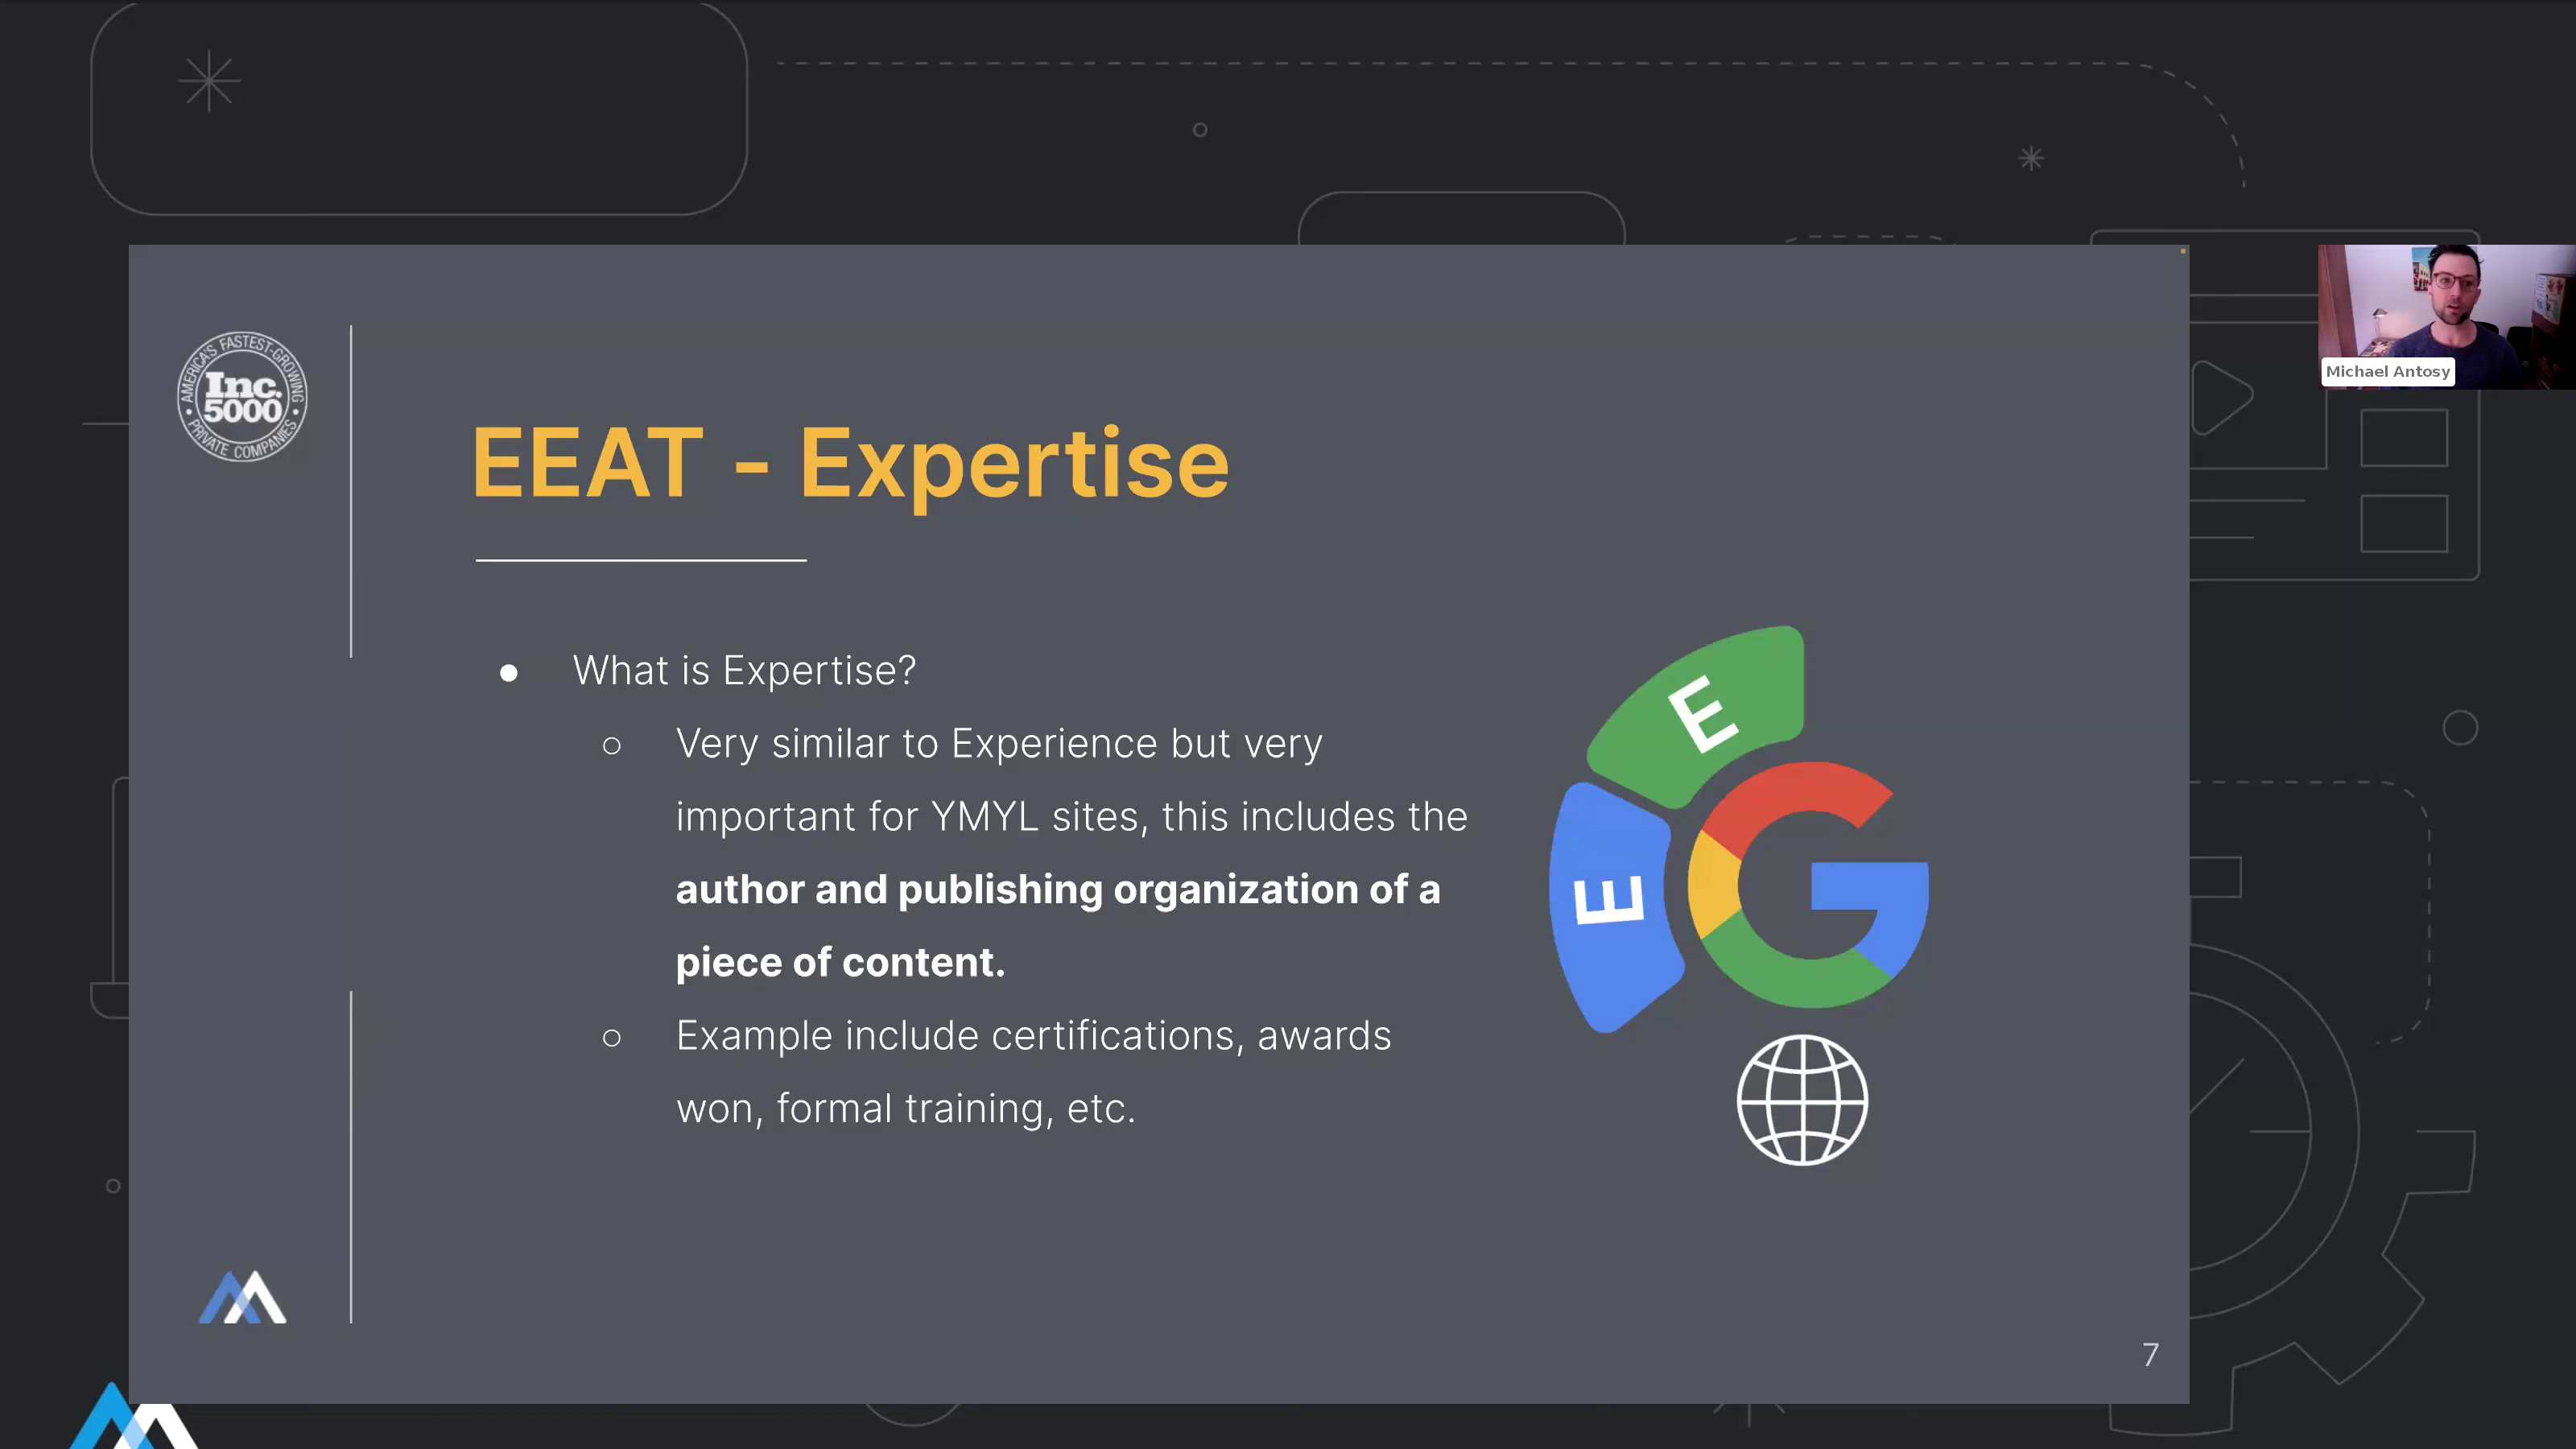 AMERICA'S FASTEST-GROWING
Inc.
5000
PRIVATE COMPANIES
Michael Antosy
EEAT - Expertise
What is Expertise?
Very similar to Experience but very
important for YMYL sites, this includes the
author and publishing organization of a
piece of content.
Example include certifications, awards
won, formal training, etc.
E
E
G
7